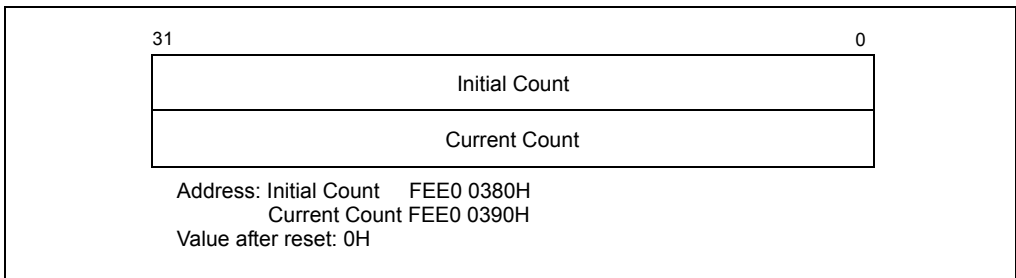 31 0
Initial Count
Current Count
Address: Initial Count FEE0 0380H
Current Count FEE0 0390H
Value after reset: 0H